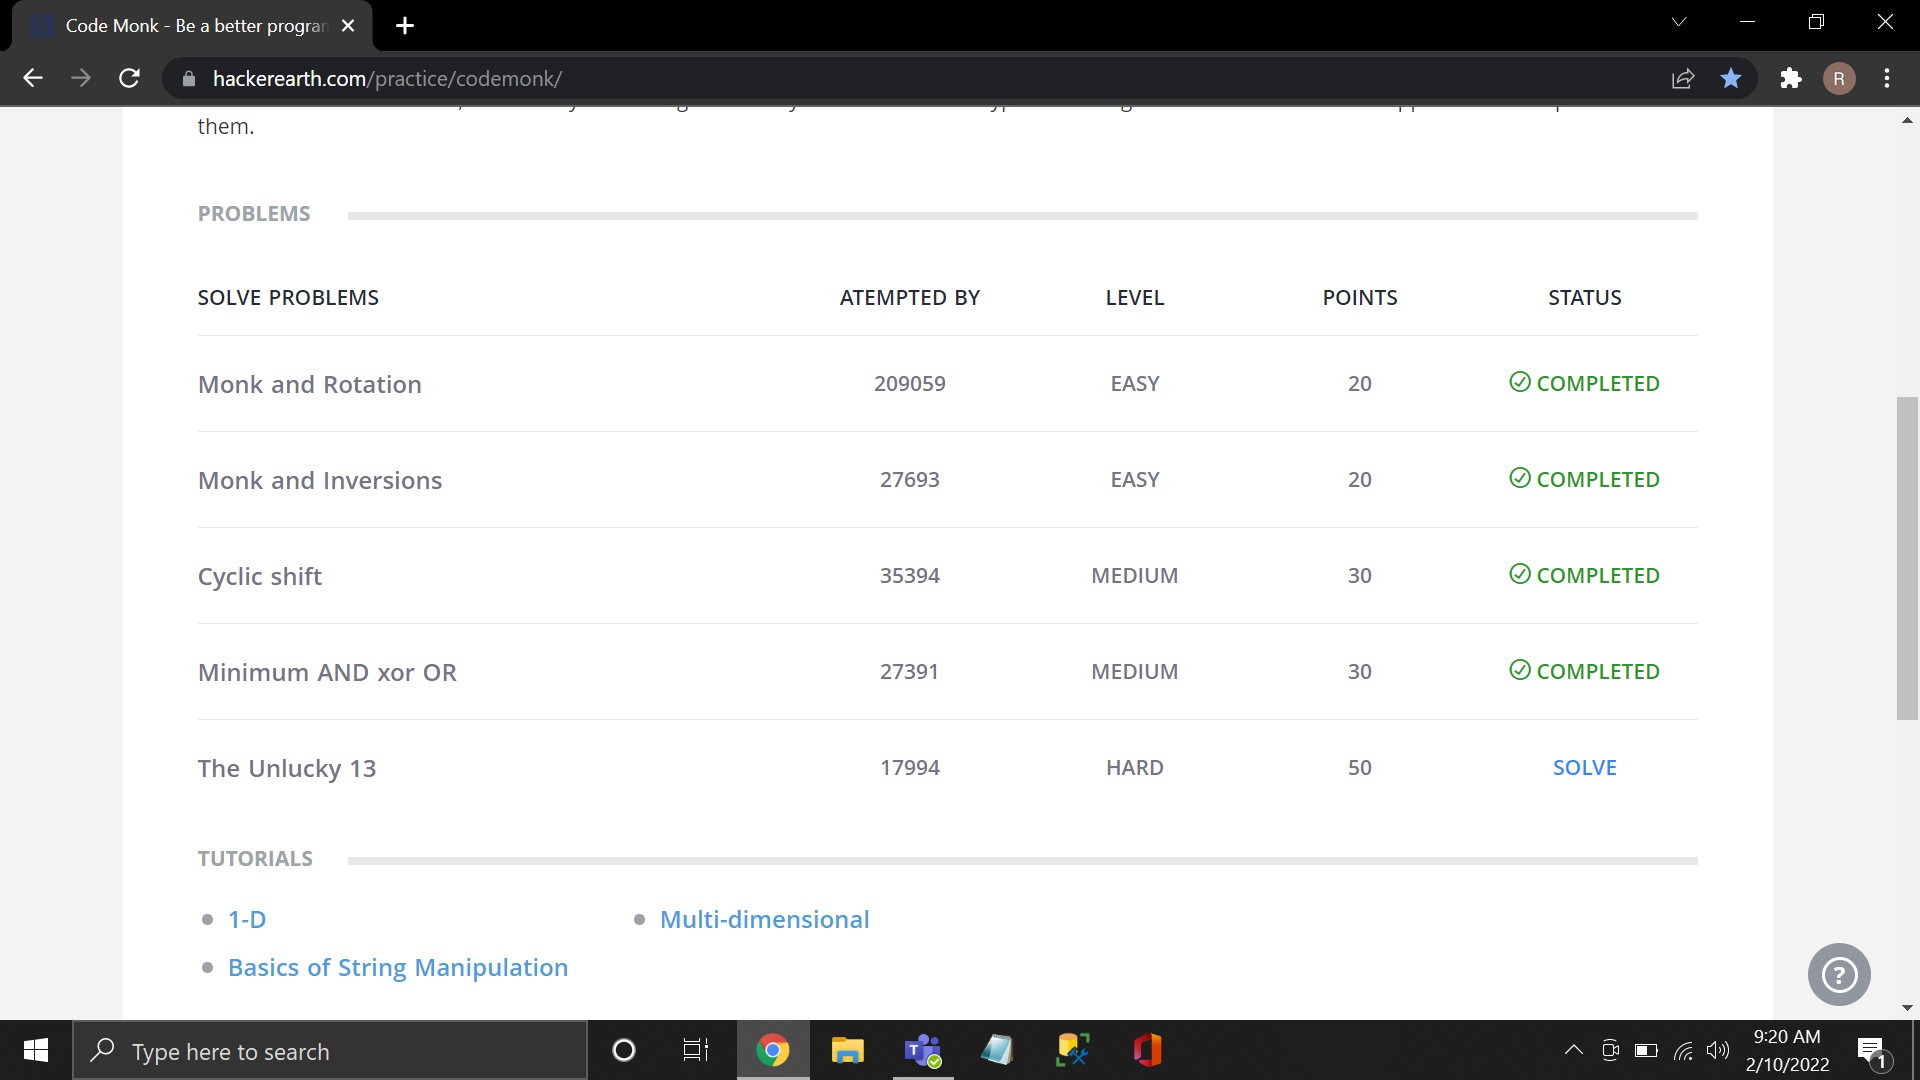 Code Monk - Be a better progran
hackerearth.com/practice/codemonk/
R
them.
PROBLEMS
SOLVE PROBLEMS ATEMPTED BY LEVEL POINTS STATUS
Monk and Rotation 209059 EASY 20 COMPLETED
Monk and Inversions 27693 EASY 20 COMPLETED
Cyclic shift 35394 MEDIUM 30 COMPLETED
Minimum AND xor OR 27391 MEDIUM 30 COMPLETED
The Unlucky 13 17994 HARD 50 SOLVE
TUTORIALS
1-D Multi-dimensional
Basics of String Manipulation
?
Type here to search
T
9:20 AM
2/10/2022
1